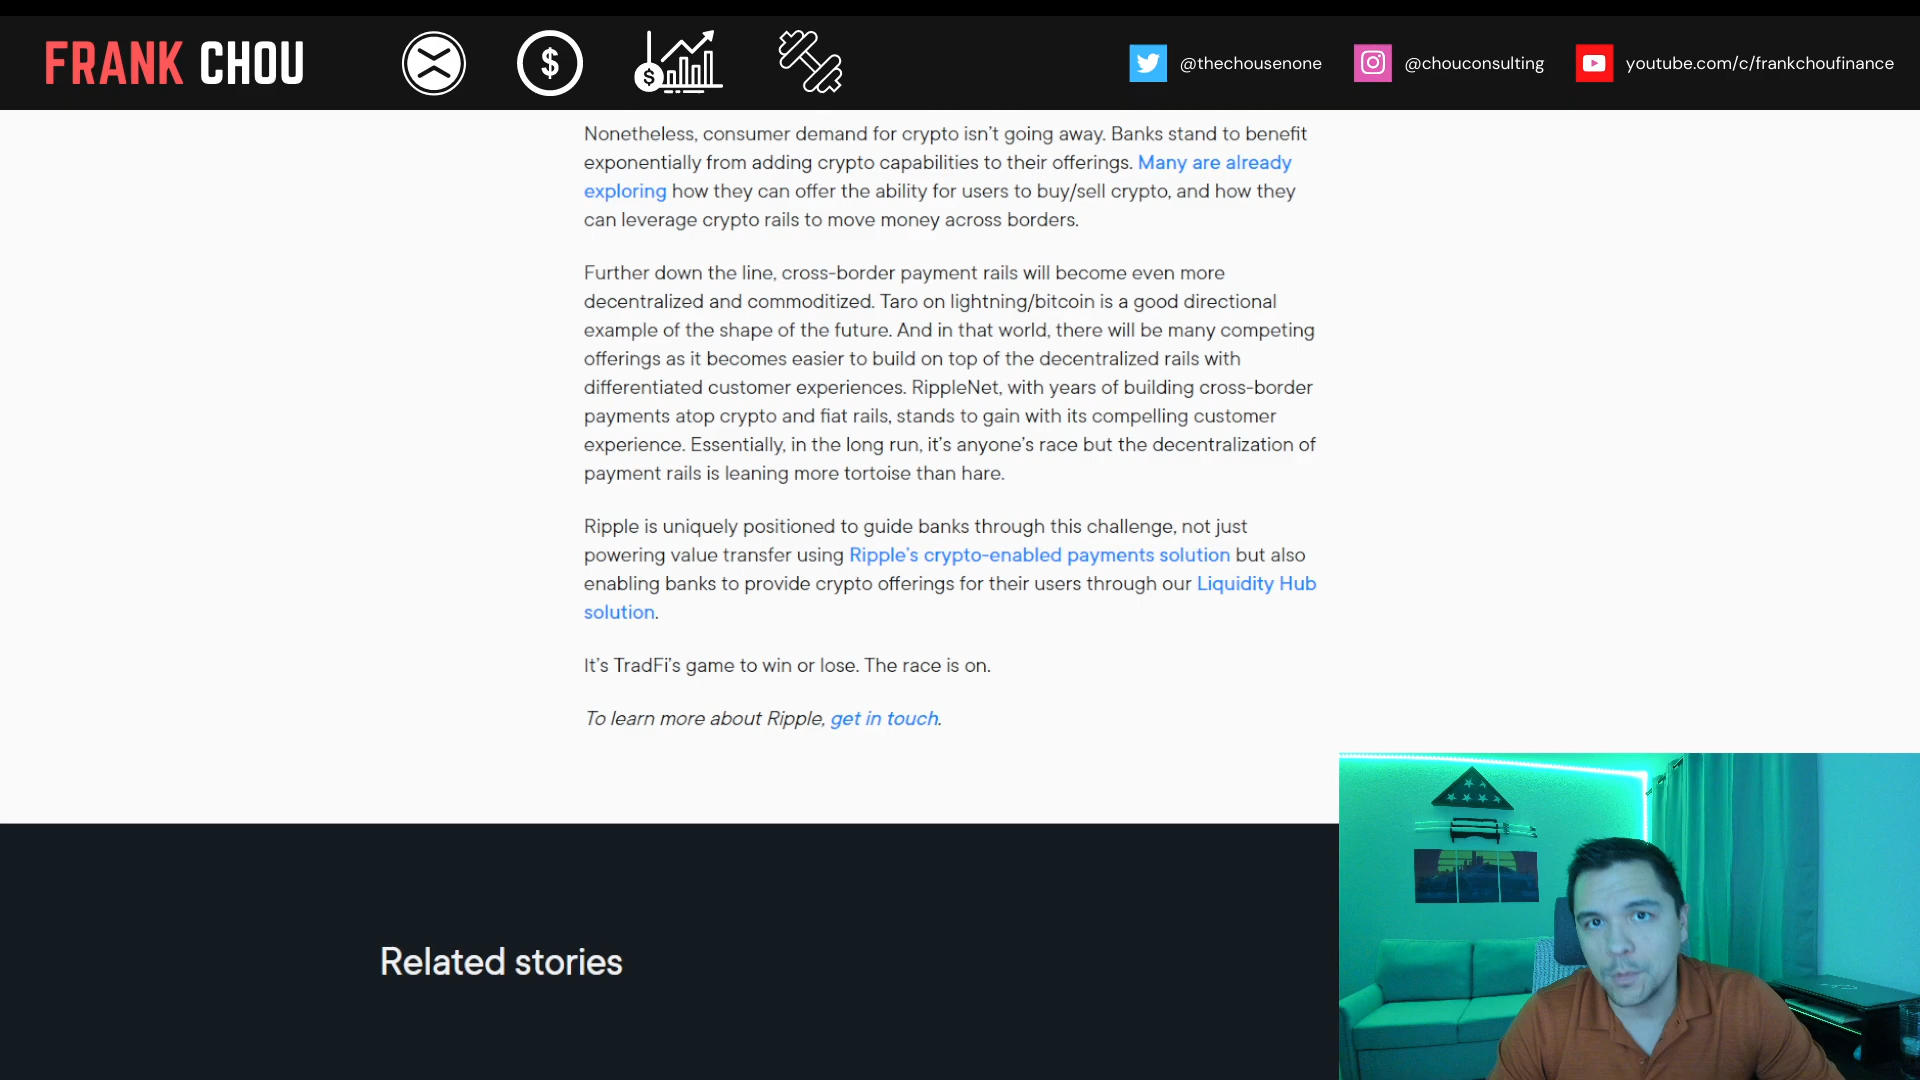 FRANK CHOU
@thechousenone
@chouconsulting
youtube.com/c/frankchoufinance
Nonetheless, consumer demand for crypto isn't going away. Banks stand to benefit
exponentially from adding crypto capabilities to their offerings. Many are already
exploring how they can offer the ability for users to buy/sell crypto, and how they
can leverage crypto rails to move money across borders.
Further down the line, cross-border payment rails will become even more
decentralized and commoditized. Taro on lightning/bitcoin is a good directional
example of the shape of the future. And in that world, there will be many competing
offerings as it becomes easier to build on top of the decentralized rails with
differentiated customer experiences. RippleNet, with years of building cross-border
payments atop crypto and fiat rails, stands to gain with its compelling customer
experience. Essentially, in the long run, it's anyone's race but the decentralization of
payment rails is leaning more tortoise than hare.
Ripple is uniquely positioned to guide banks through this challenge, not just
powering value transfer using Ripple's crypto-enabled payments solution but also
enabling banks to provide crypto offerings for their users through our Liquidity Hub
solution.
It's TradFi's game to win or lose. The race is on.
To learn more about Ripple, get in touch.
Related stories